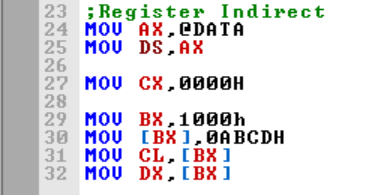 23 ;Register Indirect
24 MOV AX,@DATA
25 MOV DS,AX
26
27 MOV CX,0000H
28
29 MOV BX,1000h
30 MOV [BX],0ABCDH
31 MOV CL,[BX]
32 MOV DX,[BX]